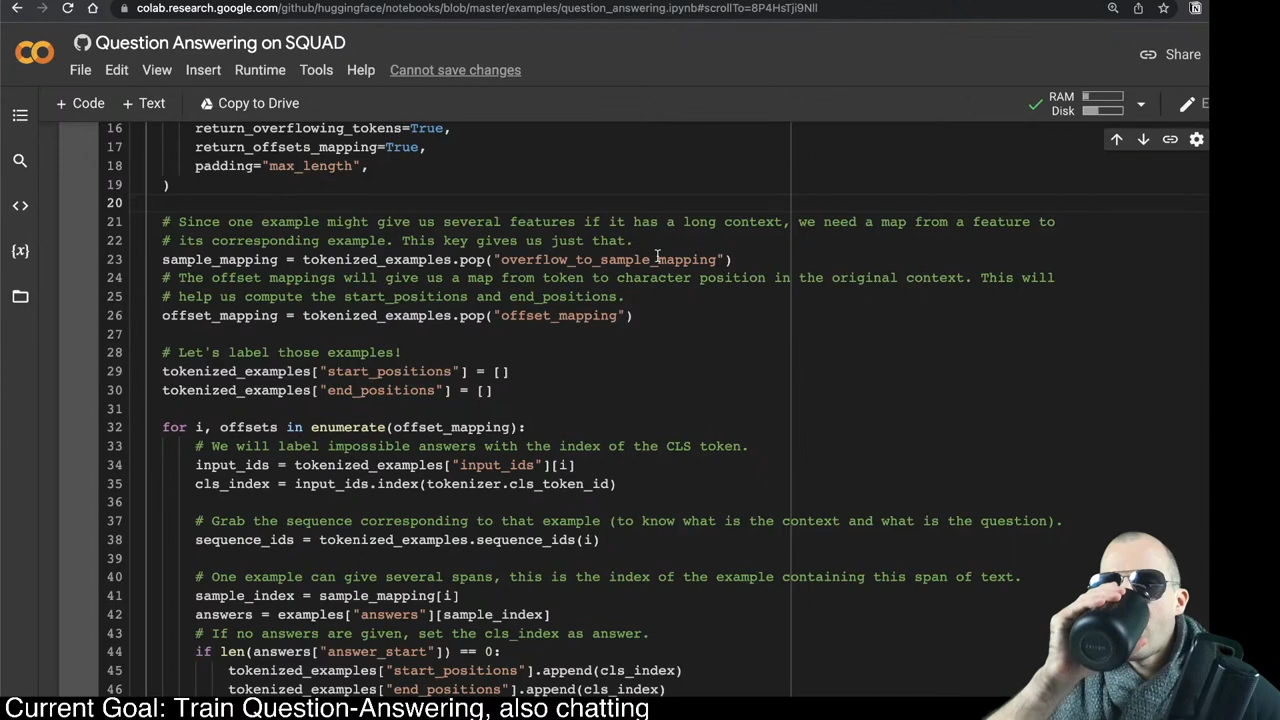 colab.research.google.com/github/huggingface/notebooks/blob/master/examples/question_answering.ipynb#scrollTo=8P4HsTji9Nll
Question Answering on SQUAD
File Edit View Insert Runtime Tools Help Cannot save changes
Share
+ Code + Text Copy to Drive
RAM
Disk
16 return_overflowing_tokens=True,
17 return_offsets_mapping=True,
18 padding="max_length",
19 )
20
21 # Since one example might give us several features if it has a long context, we need a map from a feature to
22 # its corresponding example. This key gives us just that.
23 sample_mapping = tokenized_examples.pop("overflow_to_sample_mapping")
24 # The offset mappings will give us a map from token to character position in the original context. This will
25 # help us compute the start_positions and end_positions.
26 offset_mapping = tokenized_examples.pop("offset_mapping")
27
28 # Let's label those examples!
29 tokenized_examples["start_positions"] = []
30 tokenized_examples["end_positions"] = []
31
32 for i, offsets in enumerate(offset_mapping):
33 # We will label impossible answers with the index of the CLS token.
34 input_ids = tokenized_examples["input_ids"][i]
35 cls_index = input_ids.index(tokenizer.cls_token_id)
36
37 # Grab the sequence corresponding to that example (to know what is the context and what is the question).
38 sequence_ids = tokenized_examples.sequence_ids(i)
39
40 # One example can give several spans, this is the index of the example containing this span of text.
41 sample_index = sample_mapping[i]
42 answers = examples["answers"][sample_index]
43 # If no answers are given, set the cls_index as answer.
44 if len(answers["answer_start"]) == 0:
45 tokenized_examples["start_positions"].append(cls_index)
46 tokenized_examples["end_positions"].append(cls_index)
Current Goal: Train Question-Answering, also chatting